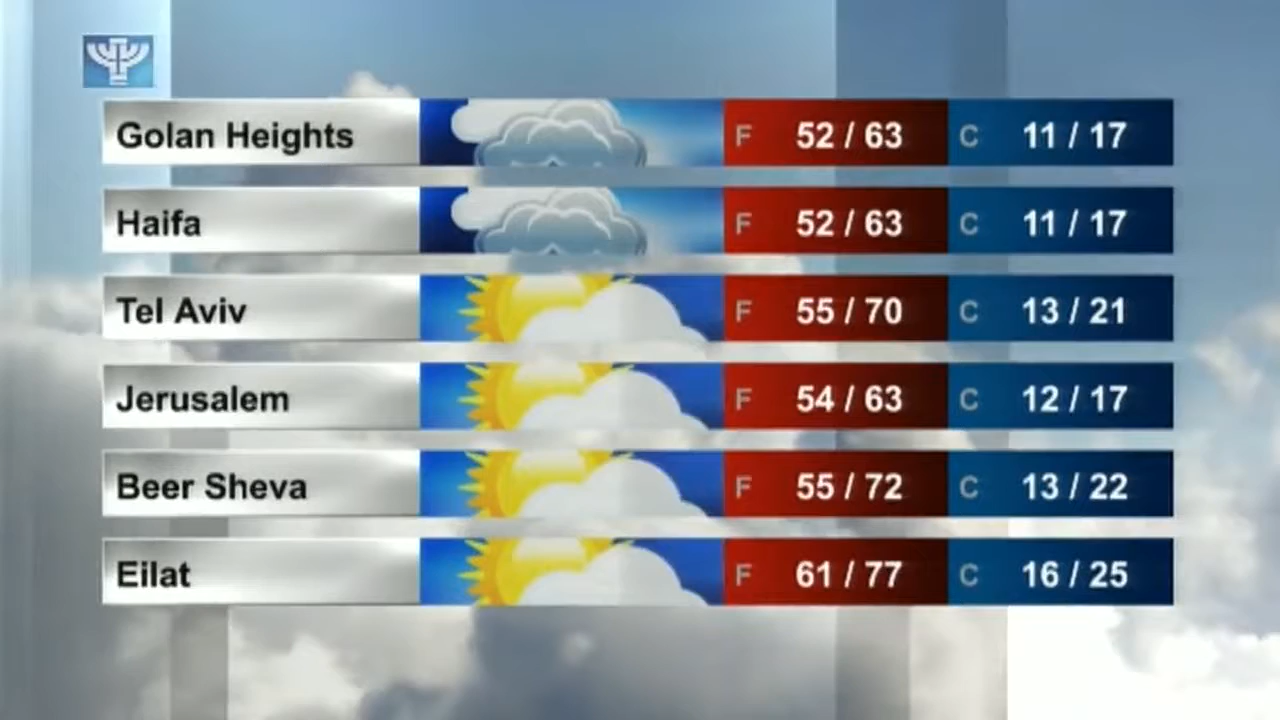 Golan Heights F 52 / 63 C 11 / 17
Haifa F 52 / 63 C 11 / 17
Tel Aviv F 55 / 70 C 13 / 21
Jerusalem F 54 / 63 C 12 / 17
Beer Sheva F 55 / 72 C 13 / 22
Eilat F 61 / 77 C 16 / 25